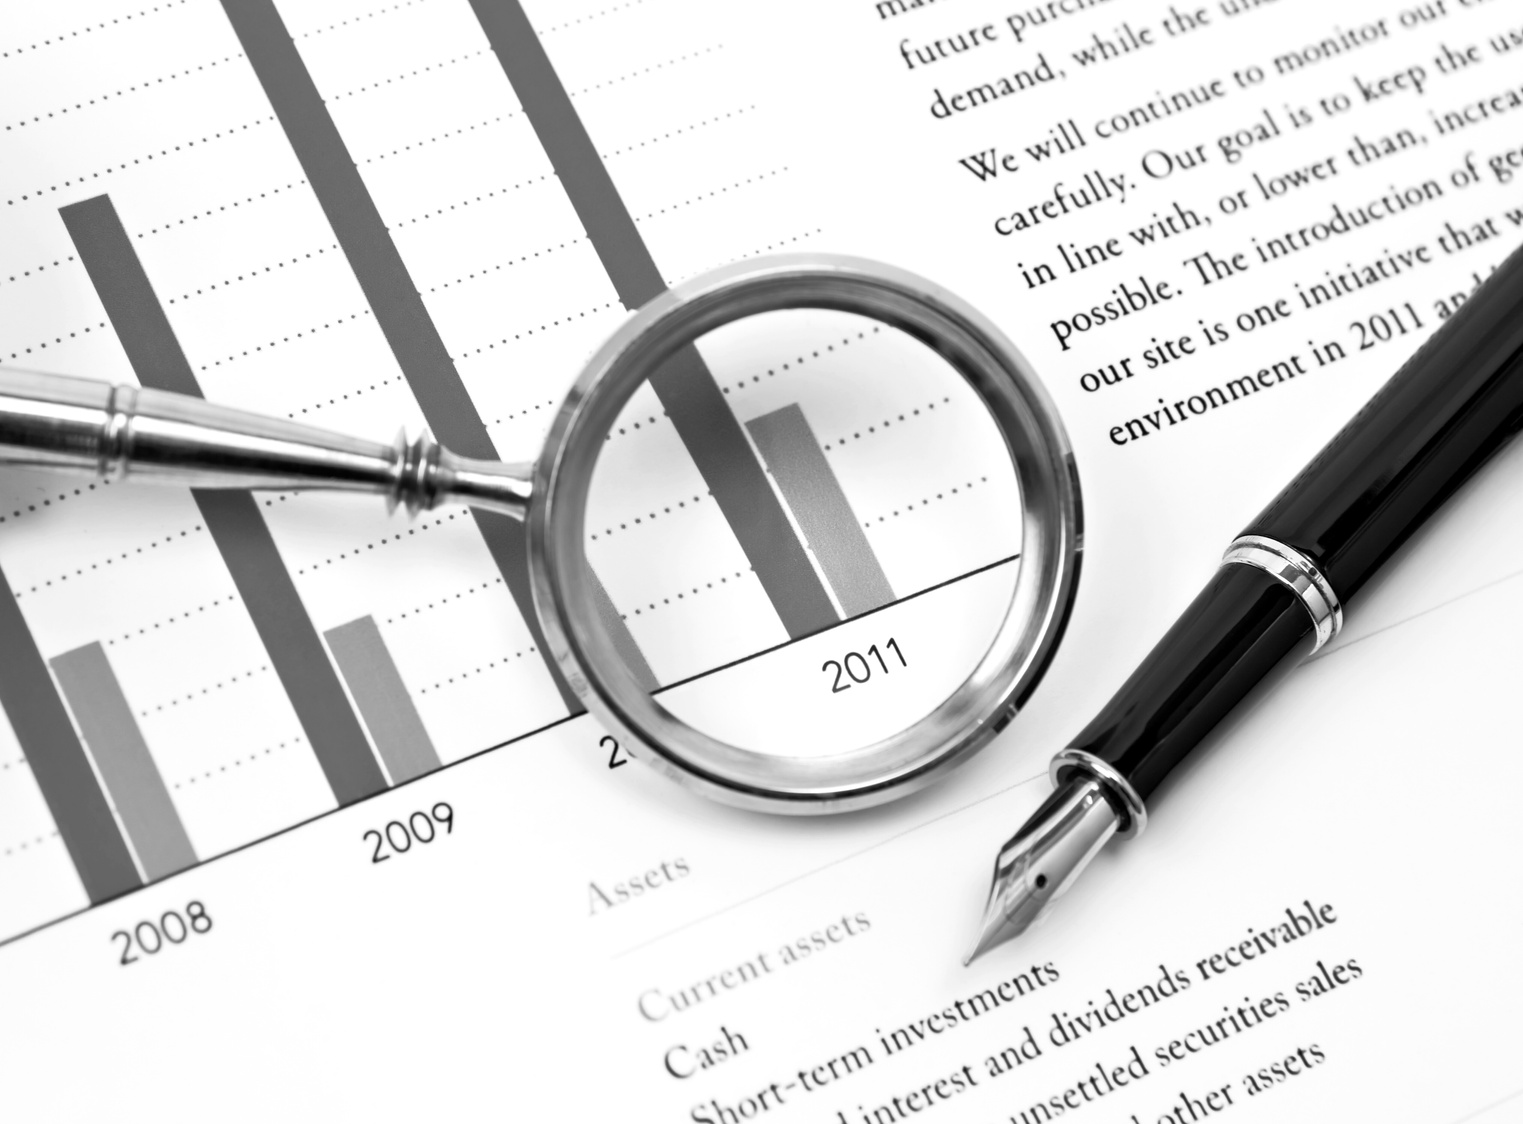 future
demand, while the
We will continue to monitor our
carefully. Our goal is to keep the
in line with, or lower than,
possible. The introduction of
our site is one initiative that
environment in 2011
2011
2009
2008
Assets
Current assets
Cash
Short-term investments
interest and dividends receivable
unsettled securities sales
other assets